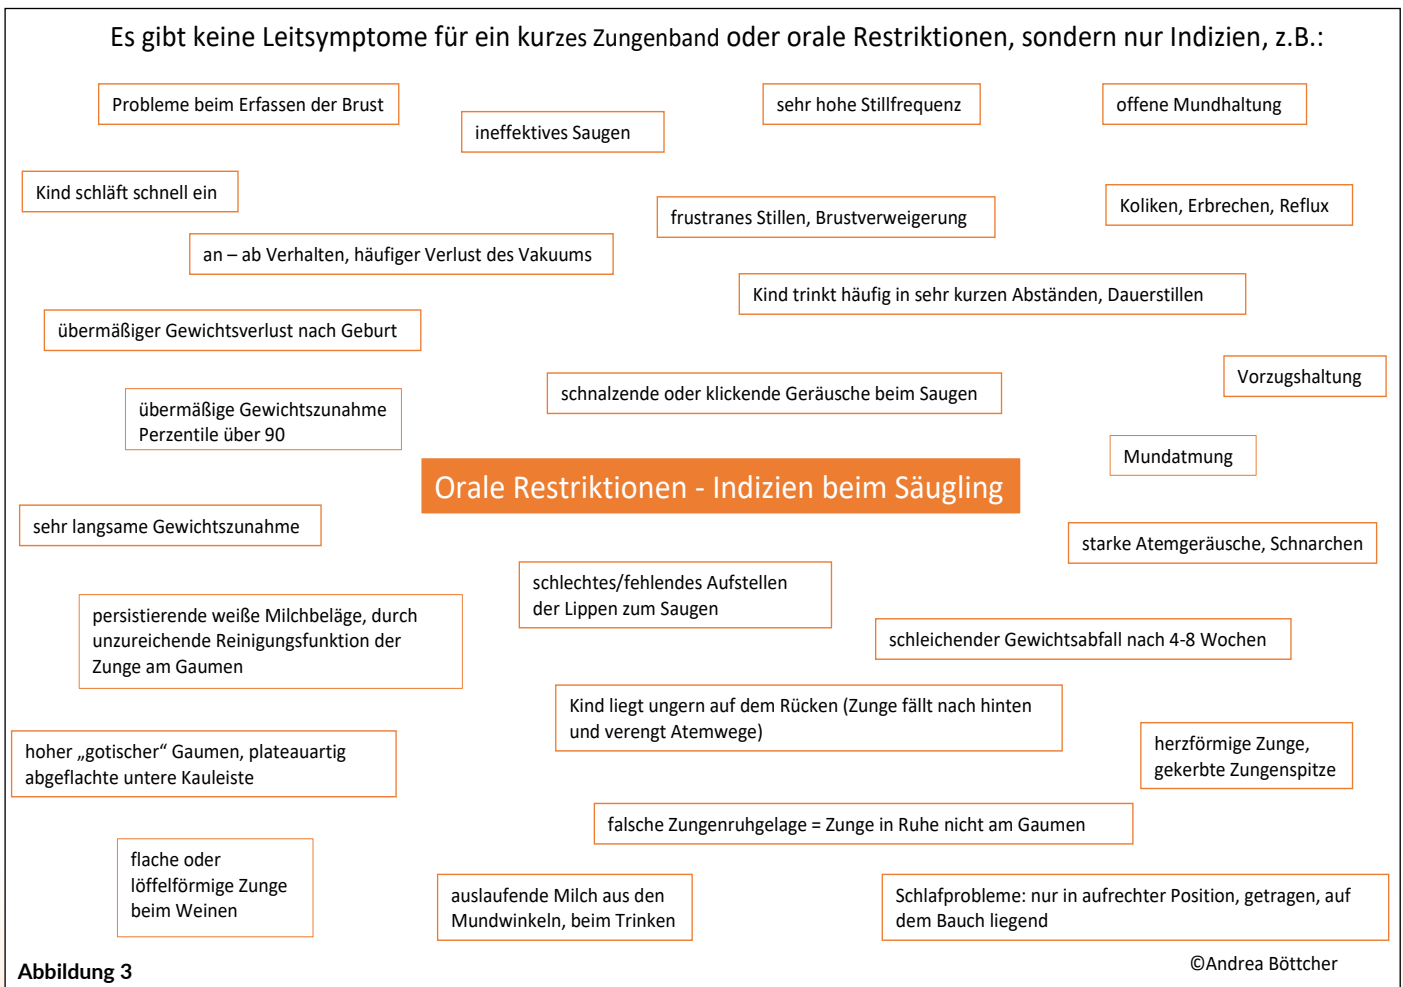 Es gibt keine Leitsymptome für ein kurzes Zungenband oder orale Restriktionen, sondern nur Indizien, z.B.:
Probleme beim Erfassen der Brust
ineffektives Saugen
sehr hohe Stillfrequenz
offene Mundhaltung
Kind schläft schnell ein
frustranes Stillen, Brustverweigerung
Koliken, Erbrechen, Reflux
an – ab Verhalten, häufiger Verlust des Vakuums
Kind trinkt häufig in sehr kurzen Abständen, Dauerstillen
übermäßiger Gewichtsverlust nach Geburt
Vorzugshaltung
schnalzende oder klickende Geräusche beim Saugen
übermäßige Gewichtszunahme
Perzentile über 90
Mundatmung
Orale Restriktionen - Indizien beim Säugling
sehr langsame Gewichtszunahme
starke Atemgeräusche, Schnarchen
schlechtes/fehlendes Aufstellen
der Lippen zum Saugen
persistierende weiße Milchbeläge, durch
unzureichende Reinigungsfunktion der
Zunge am Gaumen
schleichender Gewichtsabfall nach 4-8 Wochen
Kind liegt ungern auf dem Rücken (Zunge fällt nach hinten
und verengt Atemwege)
hoher „gotischer“ Gaumen, plateauartig
abgeflachte untere Kauleiste
herzförmige Zunge,
gekerbte Zungenspitze
falsche Zungenruhgelage = Zunge in Ruhe nicht am Gaumen
flache oder
löffelförmige Zunge
beim Weinen
auslaufende Milch aus den
Mundwinkeln, beim Trinken
Schlafprobleme: nur in aufrechter Position, getragen, auf
dem Bauch liegend
Abbildung 3
©Andrea Böttcher